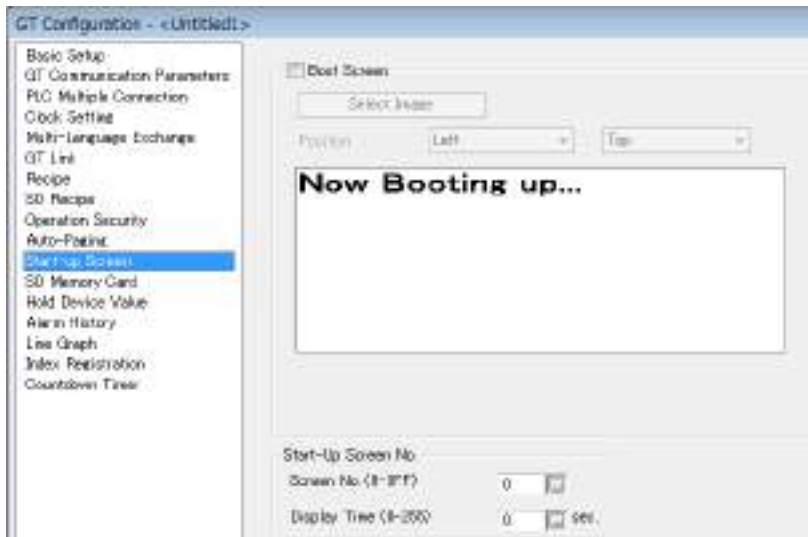 GT Configuration - <Untitled1>
Basic Setup
GT Communication Parameters
PLC Multiple Connection
Clock Setting
Multi-language Exchange
GT Link
Recipe
SD Recipe
Operation Security
Auto-Paging
Start-up Screen
SD Memory Card
Hold Device Value
Alarm History
Line Graph
Index Registration
Countdown Timer
Boot Screen
Select Image
Position Left Top
Now Booting up...
Start-Up Screen No.
Screen No.(0-3FF) 0
Display Time (0-255) 0 sec.